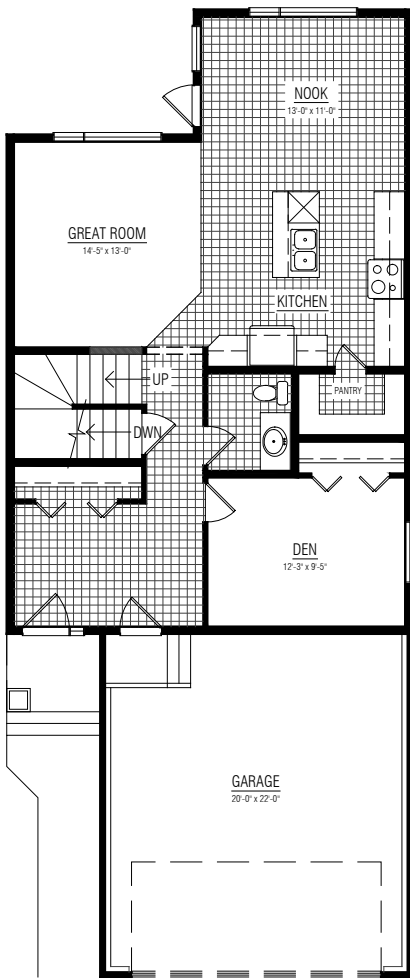 NOOK
13'-0" x 11'-0"
GREAT ROOM
14'-5" x 13'-0"
KITCHEN
UP
PANTRY
DWN
DEN
12'-3" x 9'-5"
GARAGE
20'-0" x 22'-0"